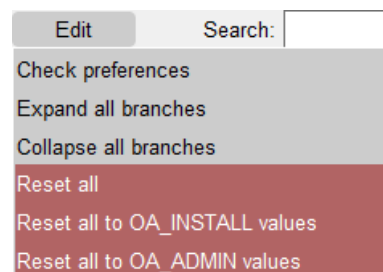 Edit Search:
Check preferences
Expand all branches
Collapse all branches
Reset all
Reset all to OA_INSTALL values
Reset all to OA_ADMIN values